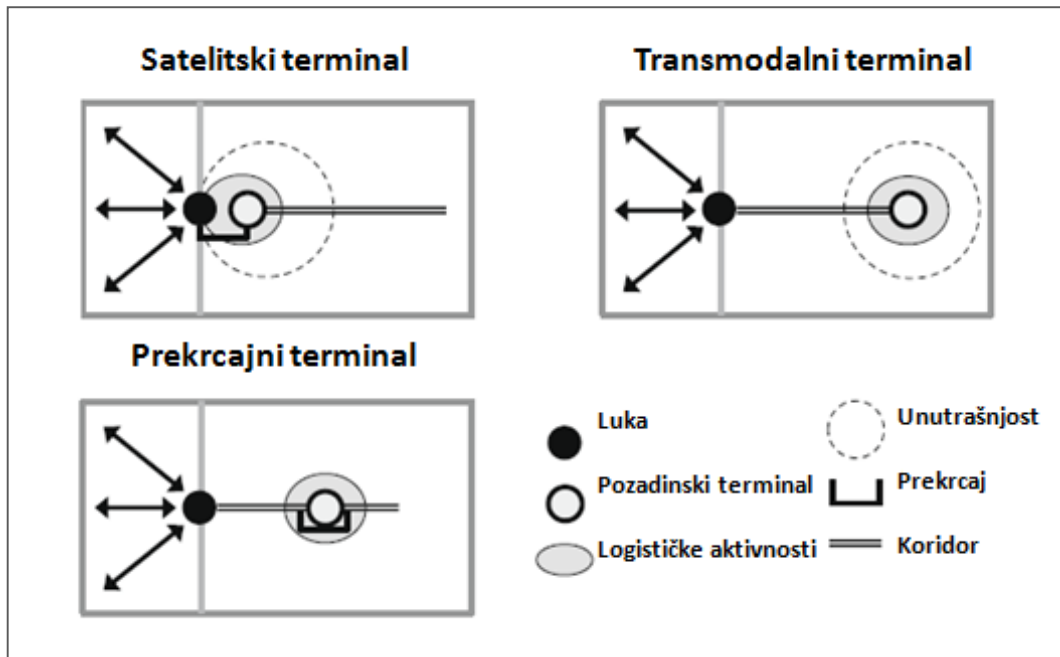 Satelitski terminal
Transmodalni terminal
Prekrcajni terminal
Luka
Unutrašnjost
Pozadinski terminal
Prekrcaj
Logističke aktivnosti
Koridor